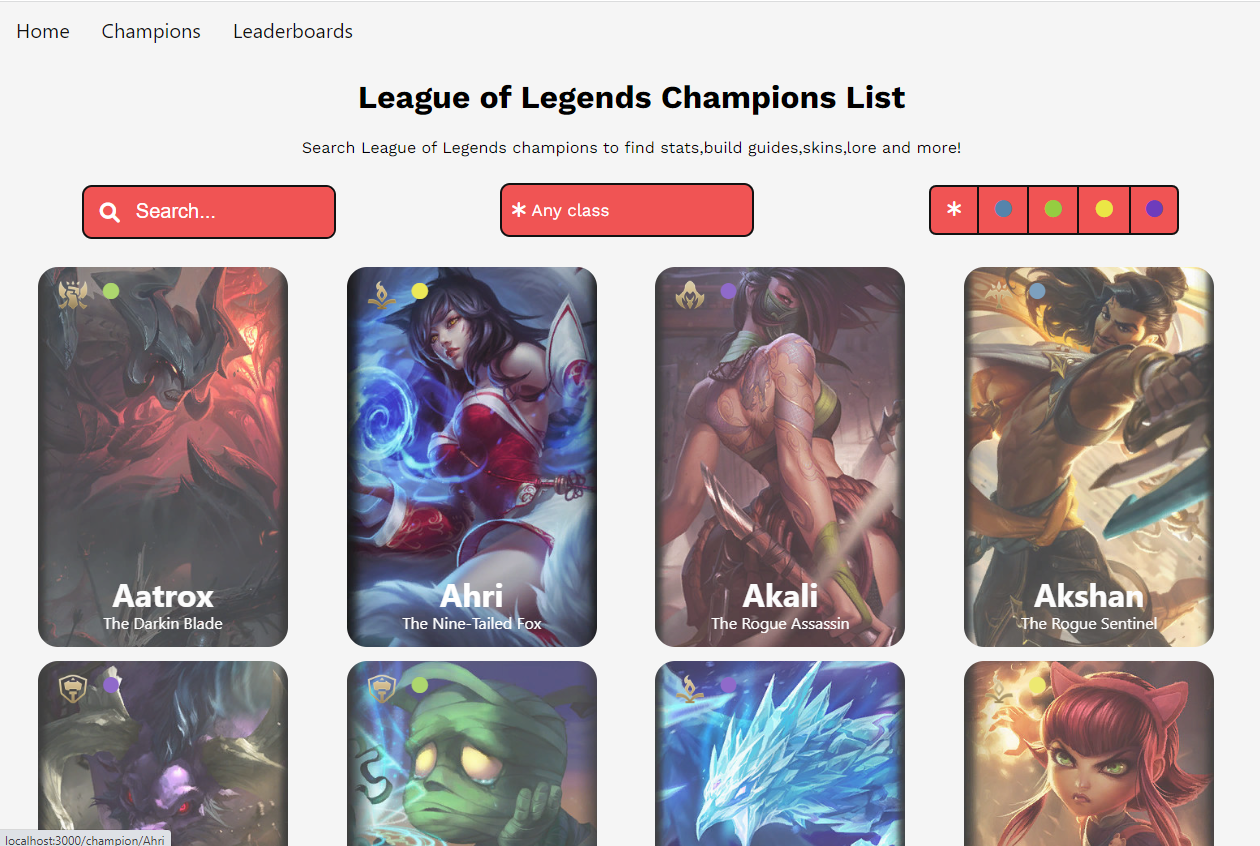 Home Champions Leaderboards
League of Legends Champions List
Search League of Legends champions to find stats,build guides,skins,lore and more!
Search...
Any class
Aatrox
The Darkin Blade
Ahri
The Nine-Tailed Fox
Akali
The Rogue Assassin
Akshan
The Rogue Sentinel
localhost:3000/champion/Ahri